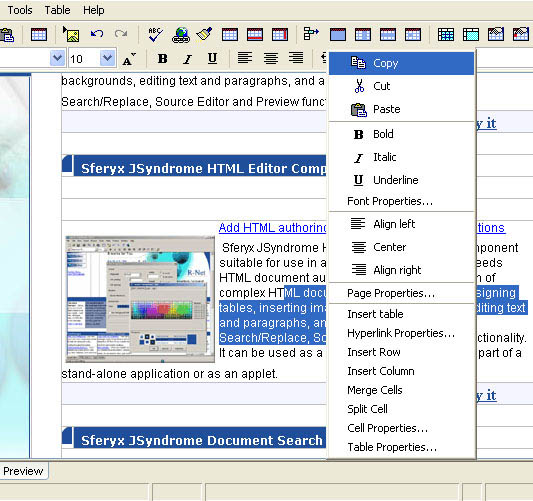 Tools Table Help
ABC
10 A B I U
backgrounds, editing text and paragraphs, and a
Search/Replace, Source Editor and Preview func
y it
Sferyx JSyndrome HTML Editor Comp
Add HTML authoring tions
Sferyx JSyndrome H ponent
suitable for use in a eeds
HTML document au n of
complex HTML docu signing
tables, inserting ima diting text
and paragraphs, an
Search/Replace, So ctionality.
It can be used as a part of a
stand-alone application or as an applet.
y it
Sferyx JSyndrome Document Search
R-Net
Copy
Cut
Paste
B Bold
I Italic
U Underline
Font Properties...
Align left
Center
Align right
Page Properties...
Insert table
Hyperlink Properties...
Insert Row
Insert Column
Merge Cells
Split Cell
Cell Properties...
Table Properties...
Preview